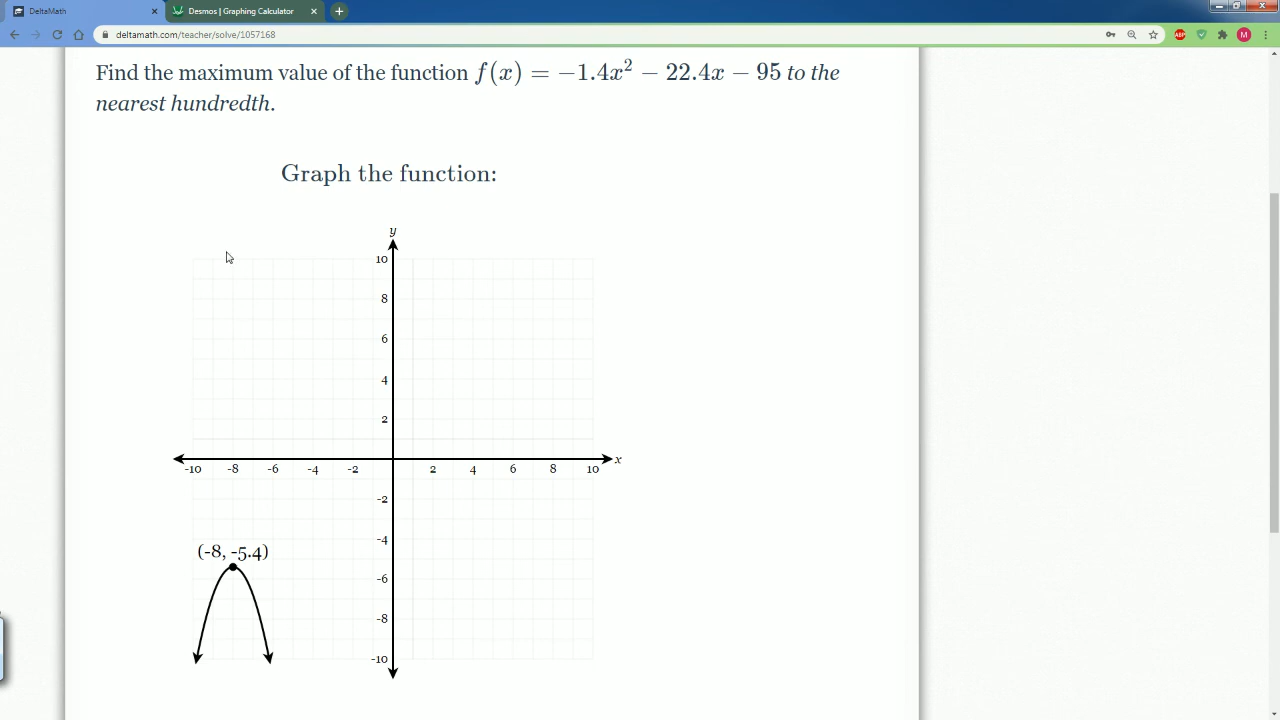 DeltaMath
Desmos | Graphing Calculator
deltamath.com/teacher/solve/1057168
ABP
M
Find the maximum value of the function f(x) = −1.4x² − 22.4x − 95 to the
nearest hundredth.
Graph the function:
y
10
8
6
4
2
-10 -8 -6 -4 -2 2 4 6 8 10 x
-2
-4
(-8, -5.4)
-6
-8
-10